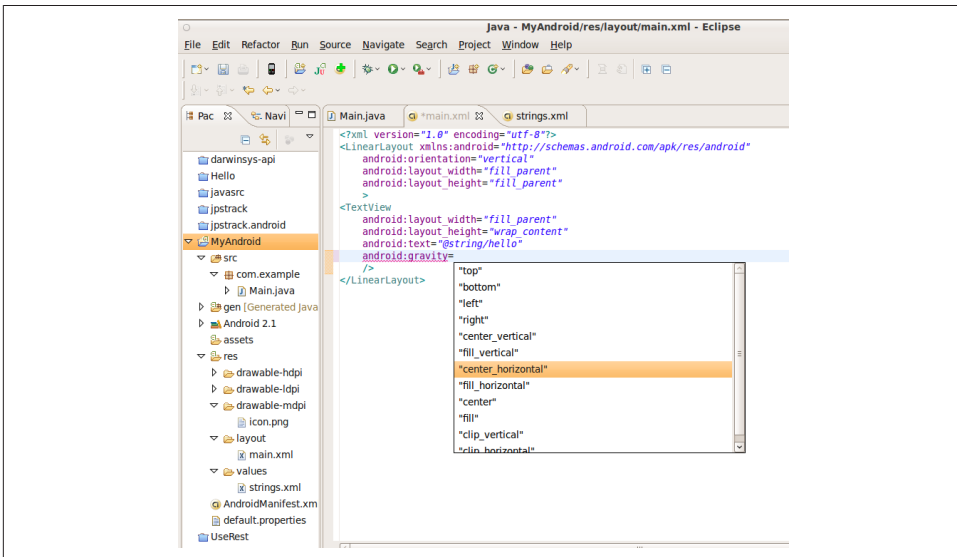 Java - MyAndroid/res/layout/main.xml - Eclipse
File Edit Refactor Run Source Navigate Search Project Window Help
Pac Navi
darwinsys-api
Hello
javasrc
jpstrack
jpstrack.android
MyAndroid
src
com.example
Main.java
gen [Generated Java
Android 2.1
assets
res
drawable-hdpi
drawable-ldpi
drawable-mdpi
icon.png
layout
main.xml
values
strings.xml
AndroidManifest.xm
default.properties
UseRest
Main.java *main.xml strings.xml
<?xml version="1.0" encoding="utf-8"?>
<LinearLayout xmlns:android="http://schemas.android.com/apk/res/android"
android:orientation="vertical"
android:layout_width="fill_parent"
android:layout_height="fill_parent"
>
<TextView
android:layout_width="fill_parent"
android:layout_height="wrap_content"
android:text="@string/hello"
android:gravity=
/>
</LinearLayout>
"top"
"bottom"
"left"
"right"
"center_vertical"
"fill_vertical"
"center_horizontal"
"fill_horizontal"
"center"
"fill"
"clip_vertical"
"clip_horizontal"